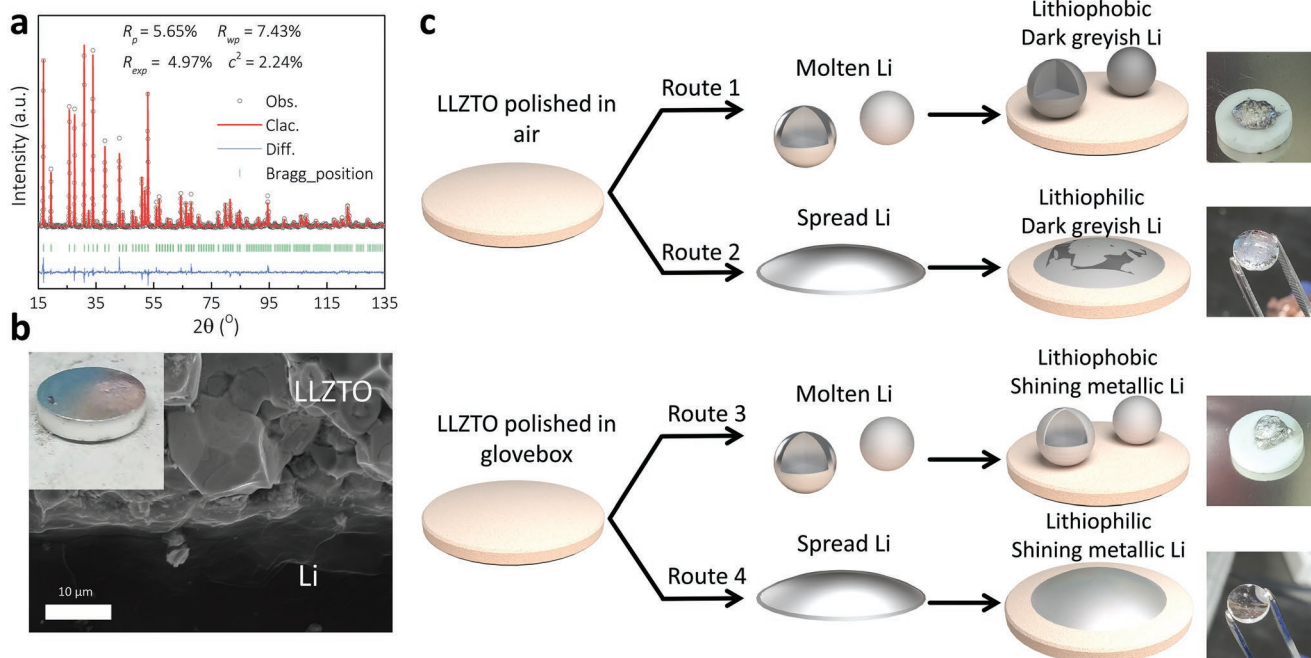 a
R_p = 5.65% R_wp = 7.43%
R_exp = 4.97% c² = 2.24%
Obs.
Clac.
Diff.
Bragg_position
Intensity (a.u.)
15 35 55 75 95 115 135
2θ (O)
b
LLZTO
Li
10 μm
c
LLZTO polished in
air
Route 1
Molten Li
Lithiophobic
Dark greyish Li
Route 2
Spread Li
Lithiophilic
Dark greyish Li
LLZTO polished in
glovebox
Route 3
Molten Li
Lithiophobic
Shining metallic Li
Route 4
Spread Li
Lithiophilic
Shining metallic Li